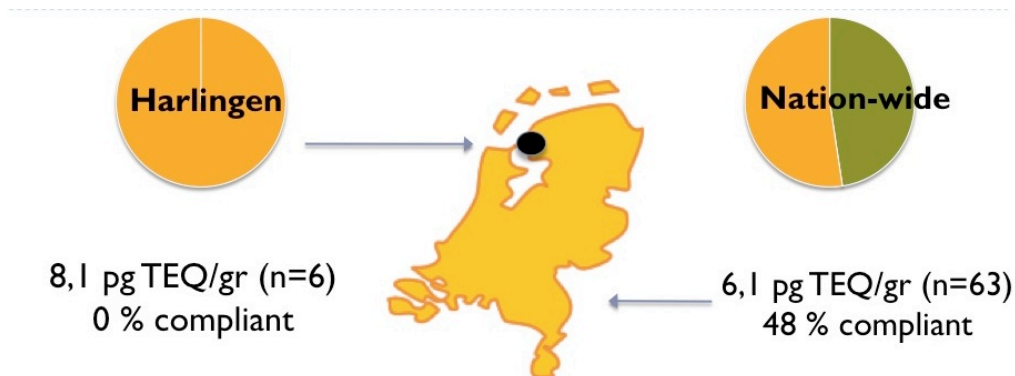 Harlingen
Nation-wide
8,1 pg TEQ/gr (n=6)
0 % compliant
6,1 pg TEQ/gr (n=63)
48 % compliant